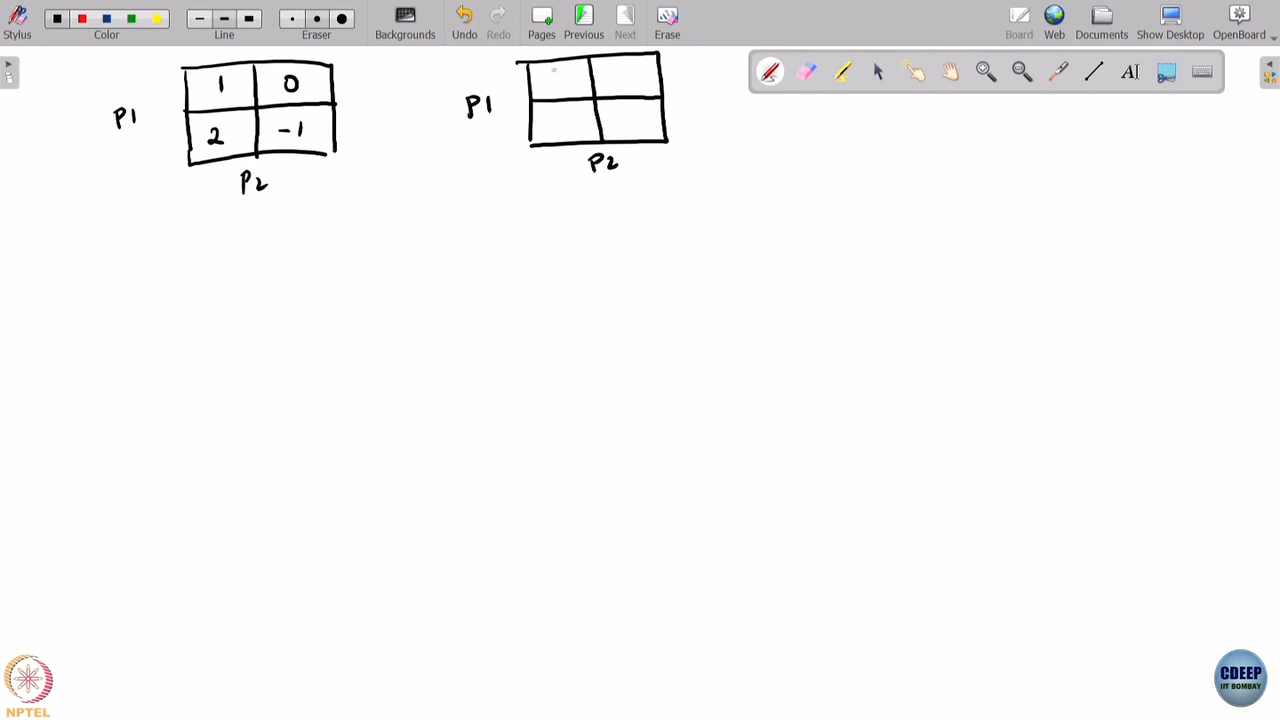 Stylus
Color
Line
Eraser
Backgrounds
Undo
Redo
Pages
Previous
Next
Erase
Board
Web
Documents
Show Desktop
OpenBoard
1 0
P1
2 -1
P2
P1
P2
NPTEL
CDEEP
IIT BOMBAY